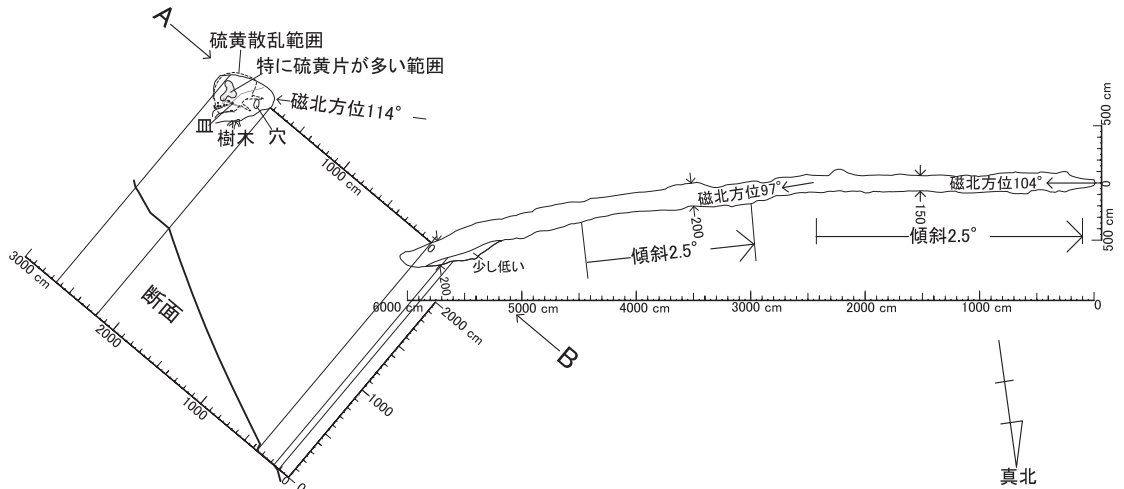 A
硫黄散乱範囲
特に硫黄片が多い範囲
磁北方位114°
皿
樹木
穴
1000 cm
0
断面
3000 cm
2000
1000
0
0
1000
2000 cm
磁北方位97°
磁北方位104°
200
150
傾斜2.5°
傾斜2.5°
少し低い
200
500 cm
0
500 cm
6000 cm
5000 cm
4000 cm
3000 cm
2000 cm
1000 cm
0
B
真北